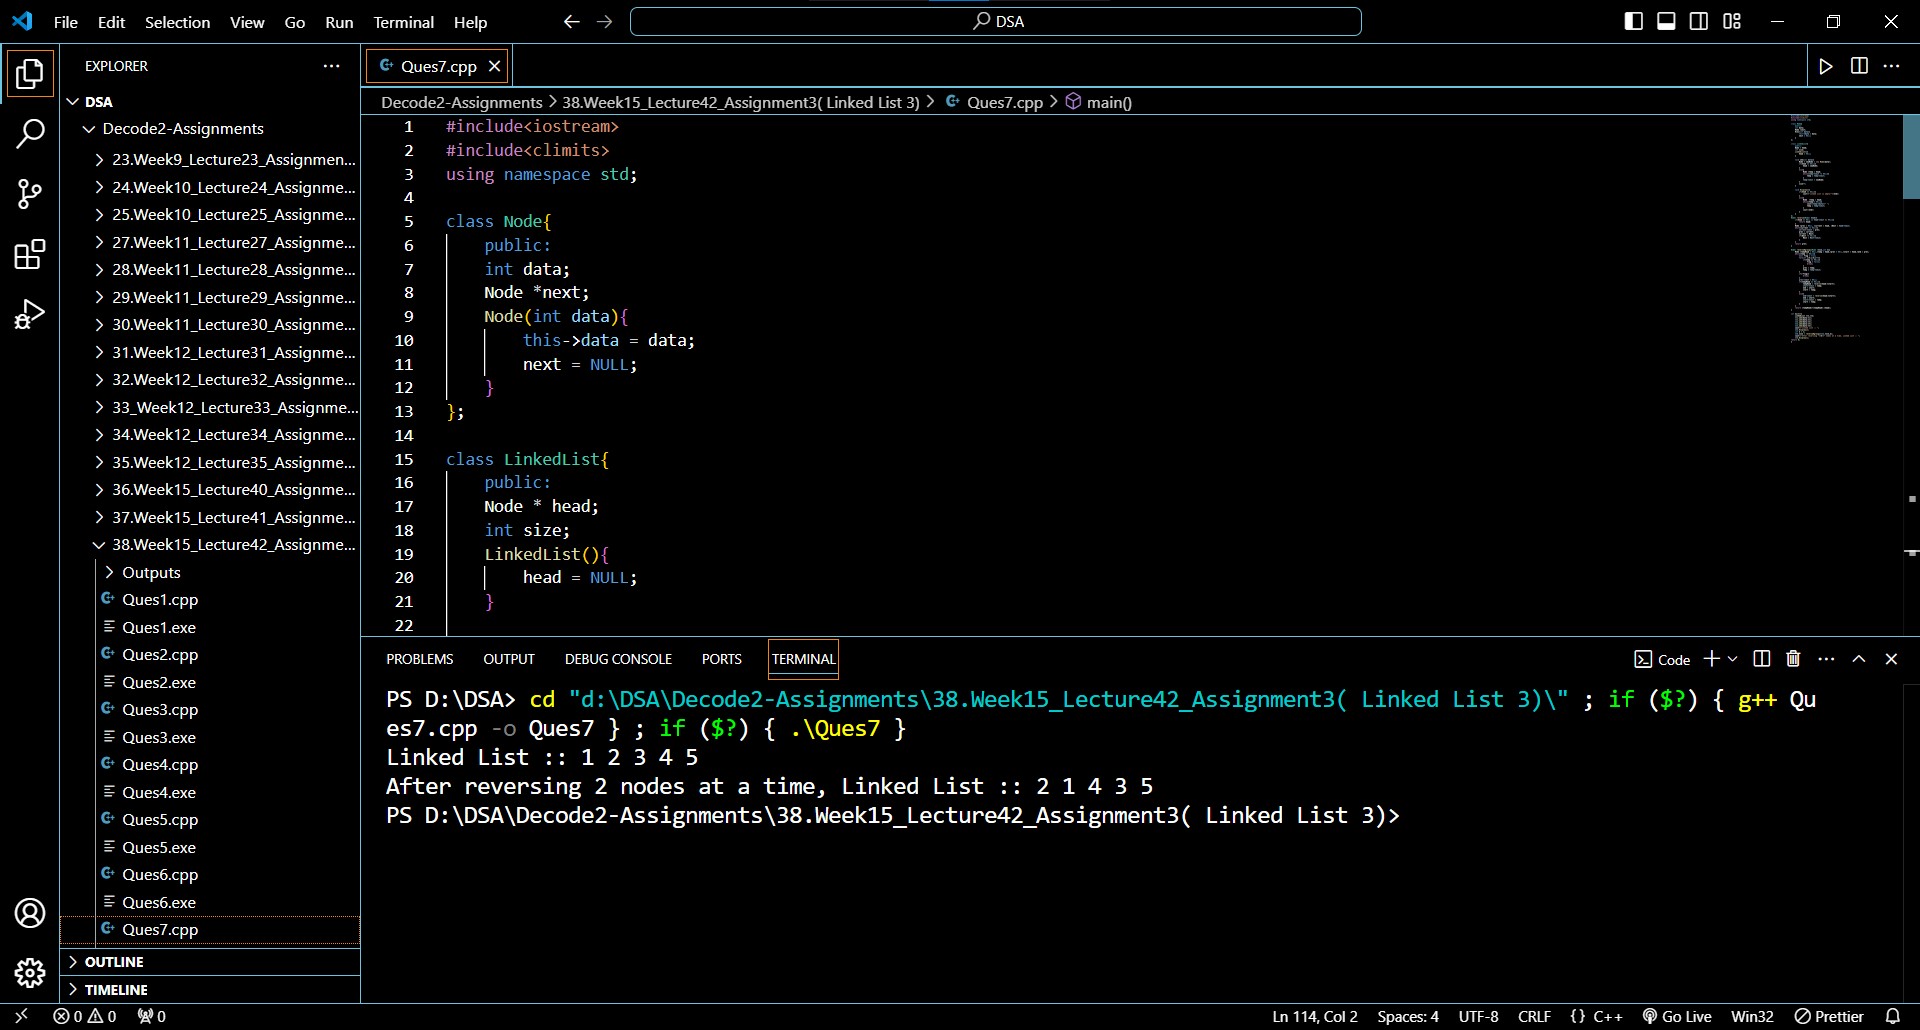 File Edit Selection View Go Run Terminal Help
DSA
EXPLORER
DSA
Decode2-Assignments
23.Week9_Lecture23_Assignmen...
24.Week10_Lecture24_Assignme...
25.Week10_Lecture25_Assignme...
27.Week11_Lecture27_Assignme...
28.Week11_Lecture28_Assignme...
29.Week11_Lecture29_Assignme...
30.Week11_Lecture30_Assignme...
31.Week12_Lecture31_Assignme...
32.Week12_Lecture32_Assignme...
33_Week12_Lecture33_Assignme...
34.Week12_Lecture34_Assignme...
35.Week12_Lecture35_Assignme...
36.Week15_Lecture40_Assignme...
37.Week15_Lecture41_Assignme...
38.Week15_Lecture42_Assignme...
Outputs
Ques1.cpp
Ques1.exe
Ques2.cpp
Ques2.exe
Ques3.cpp
Ques3.exe
Ques4.cpp
Ques4.exe
Ques5.cpp
Ques5.exe
Ques6.cpp
Ques6.exe
Ques7.cpp
OUTLINE
TIMELINE
Ques7.cpp
Decode2-Assignments > 38.Week15_Lecture42_Assignment3( Linked List 3) > Ques7.cpp > main()
1 #include<iostream>
2 #include<climits>
3 using namespace std;
4
5 class Node{
6 public:
7 int data;
8 Node *next;
9 Node(int data){
10 this->data = data;
11 next = NULL;
12 }
13 };
14
15 class LinkedList{
16 public:
17 Node * head;
18 int size;
19 LinkedList(){
20 head = NULL;
21 }
22
PROBLEMS OUTPUT DEBUG CONSOLE PORTS TERMINAL
Code
PS D:\DSA> cd "d:\DSA\Decode2-Assignments\38.Week15_Lecture42_Assignment3( Linked List 3)\" ; if ($?) { g++ Qu
es7.cpp -o Ques7 } ; if ($?) { .\Ques7 }
Linked List :: 1 2 3 4 5
After reversing 2 nodes at a time, Linked List :: 2 1 4 3 5
PS D:\DSA\Decode2-Assignments\38.Week15_Lecture42_Assignment3( Linked List 3)>
0 0 0
Ln 114, Col 2 Spaces: 4 UTF-8 CRLF {} C++ Go Live Win32 Prettier